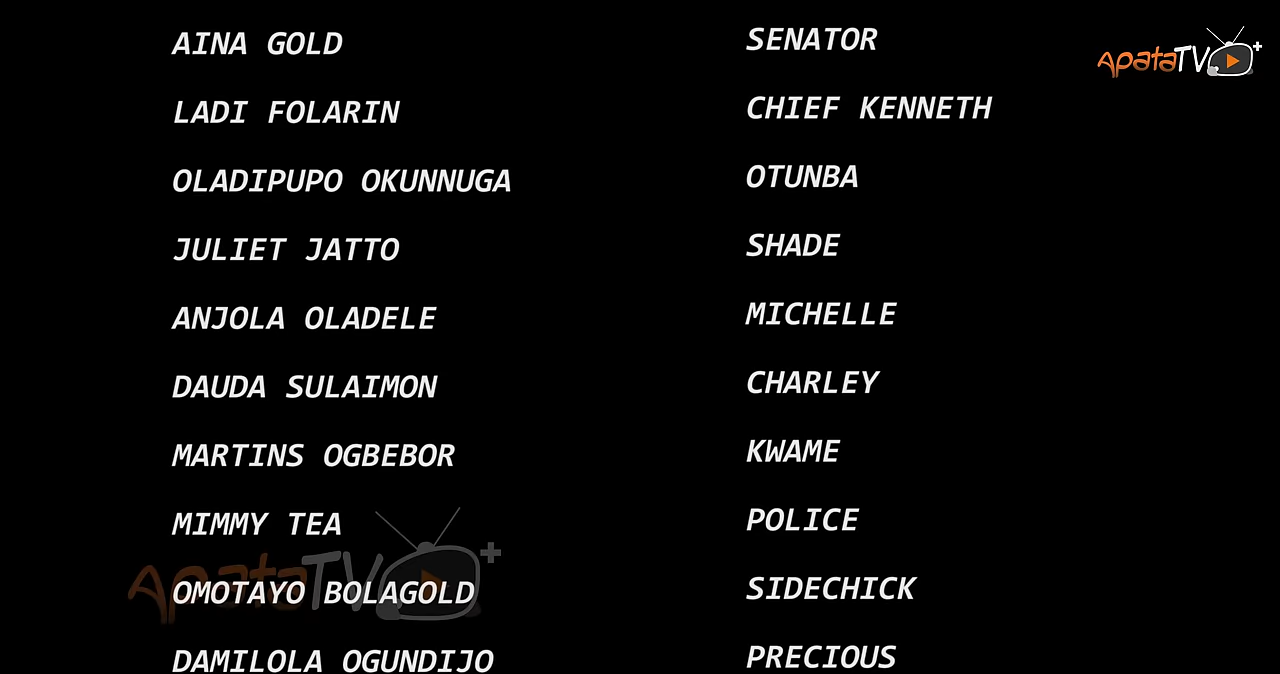 AINA GOLD SENATOR
LADI FOLARIN CHIEF KENNETH
OLADIPUPO OKUNNUGA OTUNBA
JULIET JATTO SHADE
ANJOLA OLADELE MICHELLE
DAUDA SULAIMON CHARLEY
MARTINS OGBEBOR KWAME
MIMMY TEA POLICE
OMOTAYO BOLAGOLD SIDECHICK
DAMILOLA OGUNDIJO PRECIOUS
ApataTV+
ApataTV+